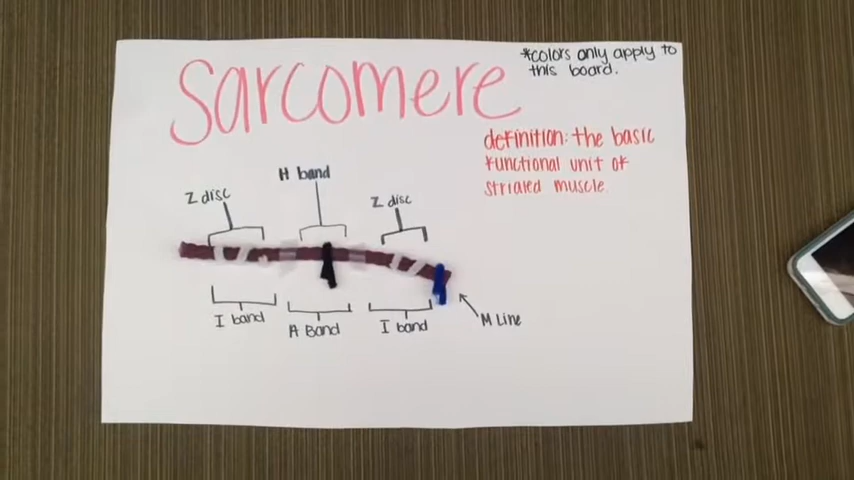 Sarcomere
*colors only apply to
this board.
definition: the basic
functional unit of
striated muscle.
Z disc
H band
Z disc
I band
A Band
I band
M Line